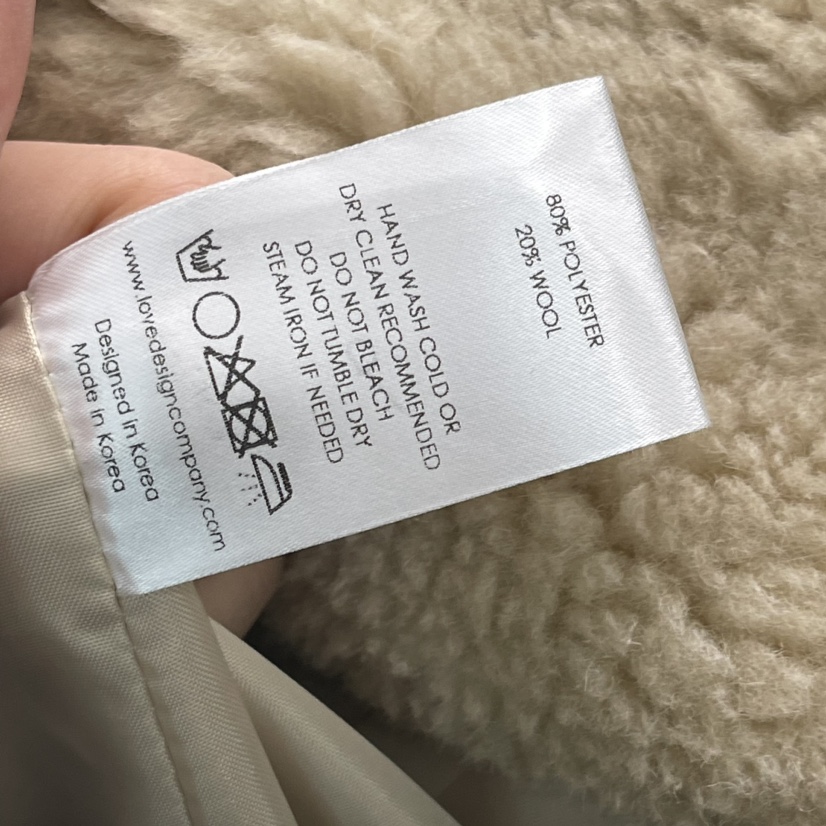 80% POLYESTER
20% WOOL
HAND WASH COLD OR
DRY CLEAN RECOMMENDED
DO NOT BLEACH
DO NOT TUMBLE DRY
STEAM IRON IF NEEDED
www.lovedesigncompany.com
Designed in Korea
Made in Korea